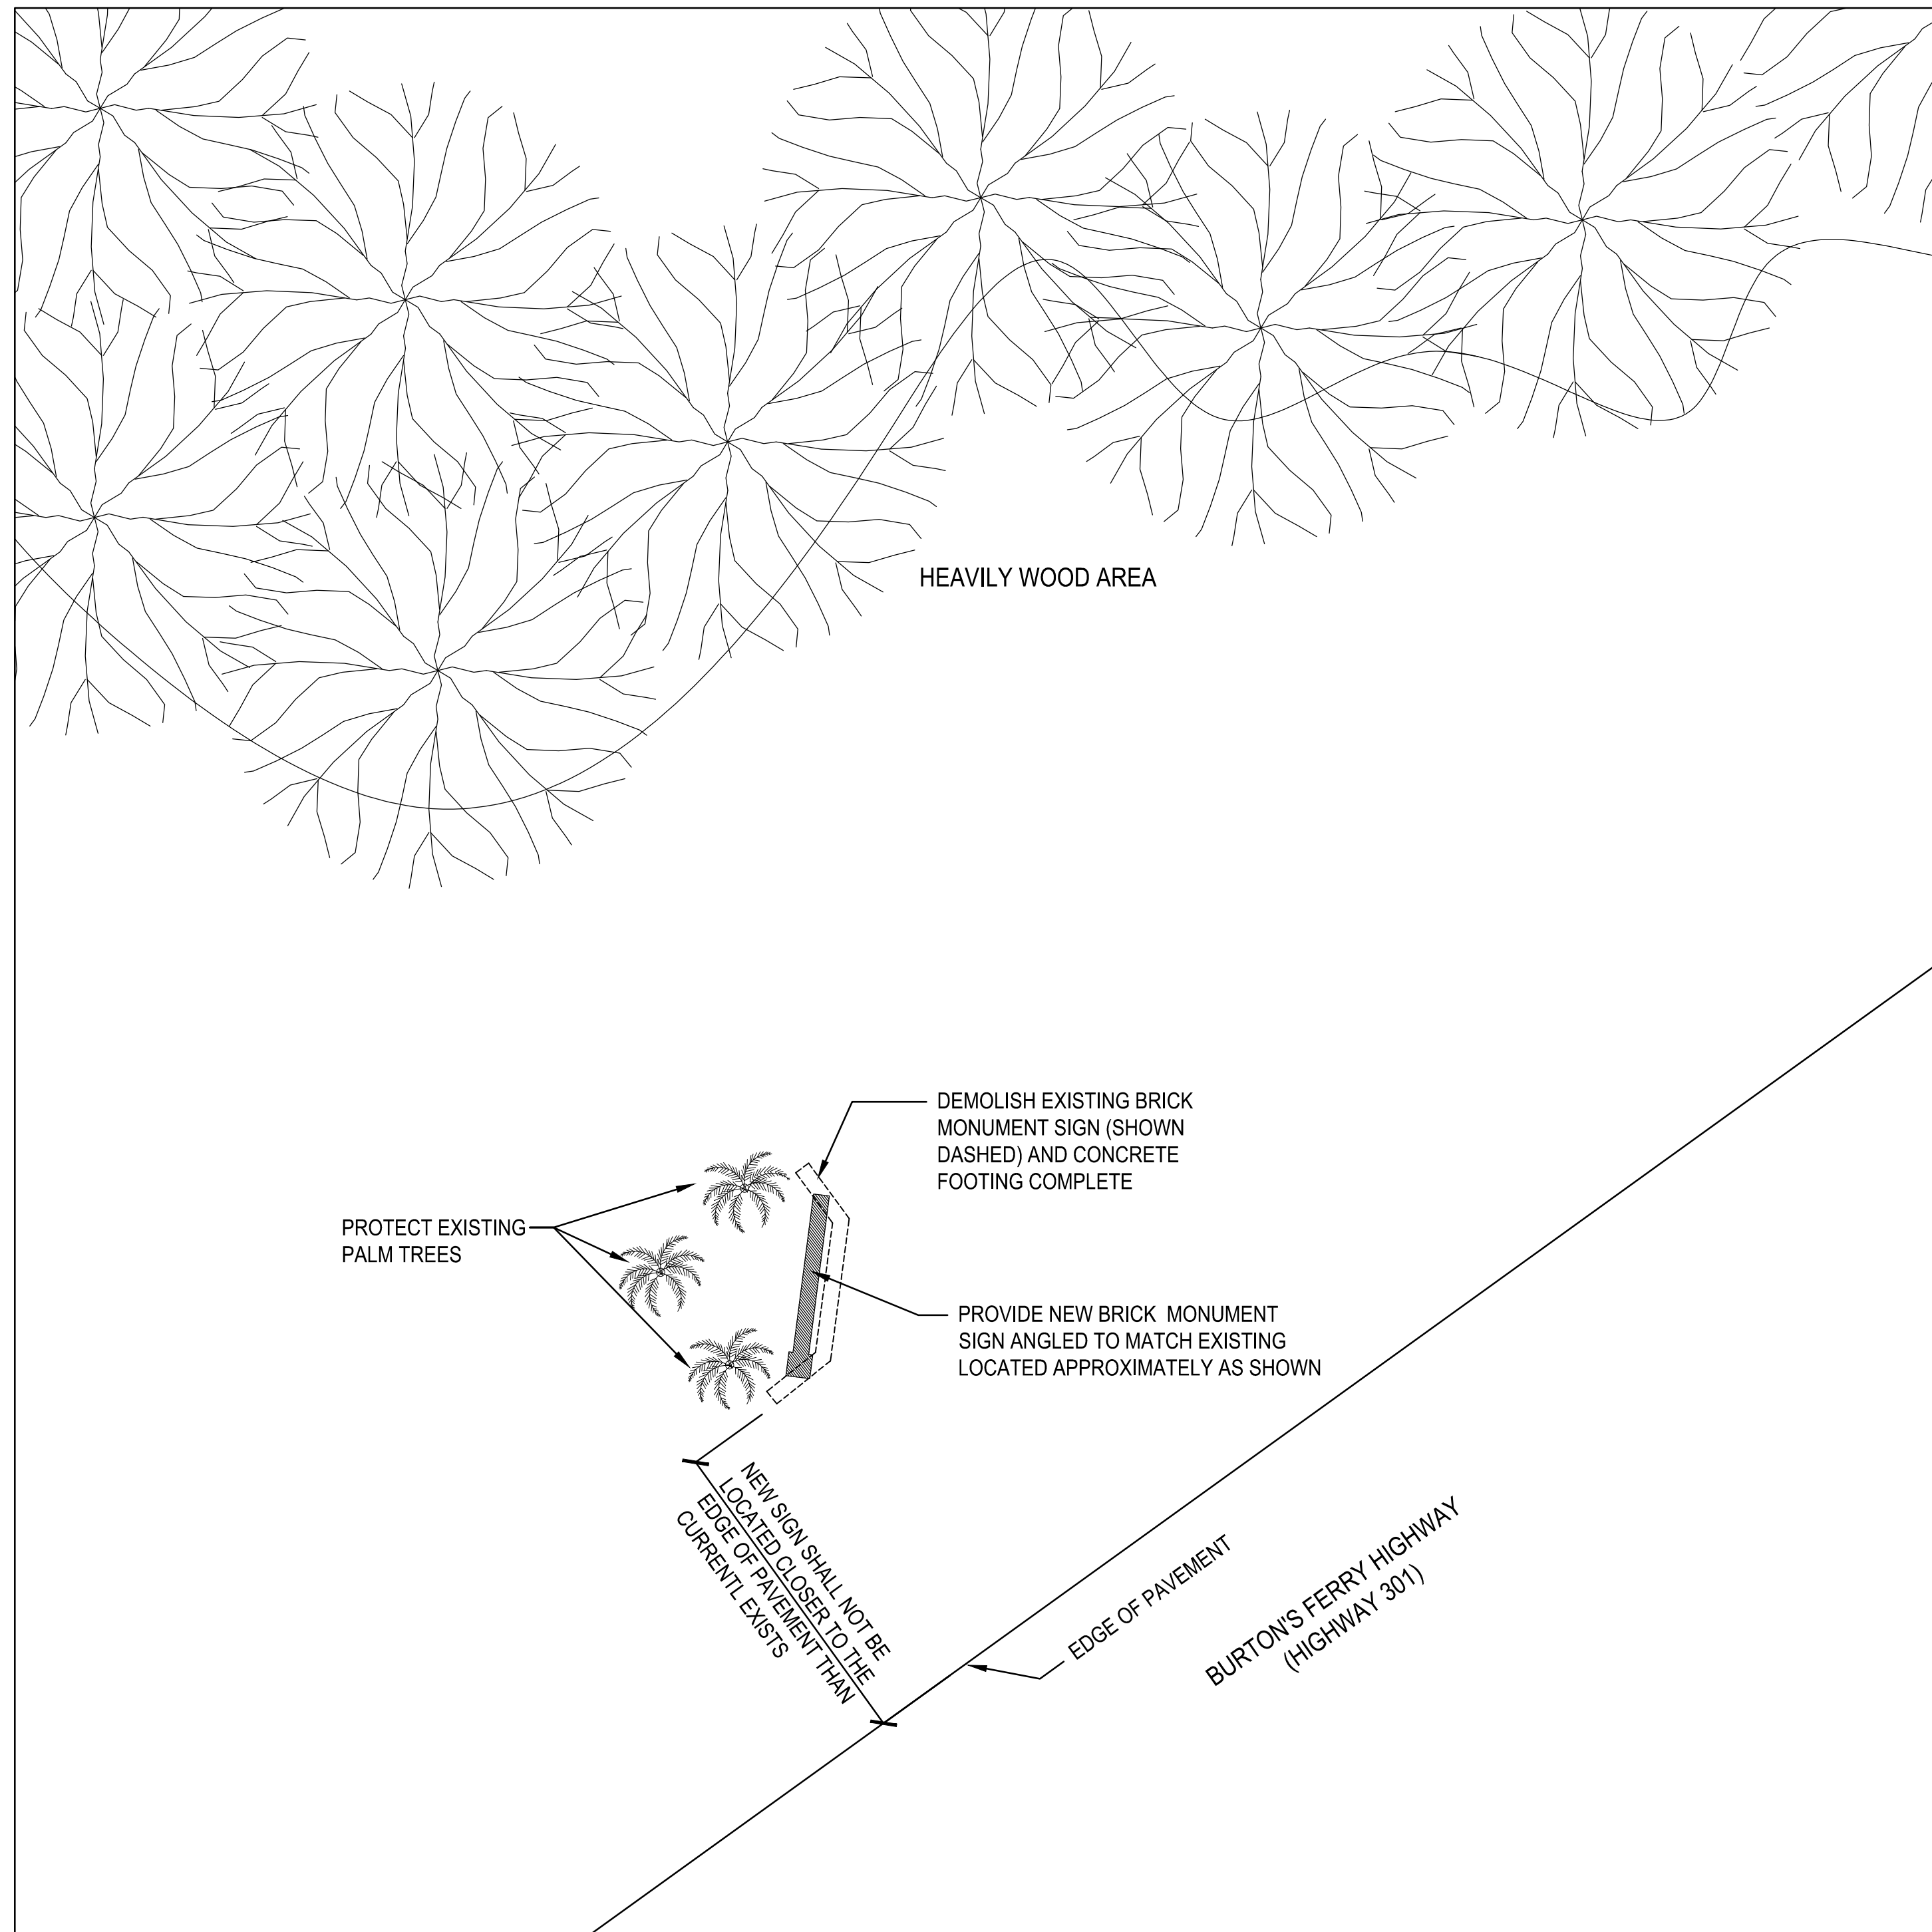 HEAVILY WOOD AREA
DEMOLISH EXISTING BRICK
MONUMENT SIGN (SHOWN
DASHED) AND CONCRETE
FOOTING COMPLETE
PROTECT EXISTING
PALM TREES
PROVIDE NEW BRICK MONUMENT
SIGN ANGLED TO MATCH EXISTING
LOCATED APPROXIMATELY AS SHOWN
NEW SIGN SHALL NOT BE
LOCATED CLOSER TO THE
EDGE OF PAVEMENT THAN
CURRENTL EXISTS
EDGE OF PAVEMENT
BURTON'S FERRY HIGHWAY
(HIGHWAY 301)